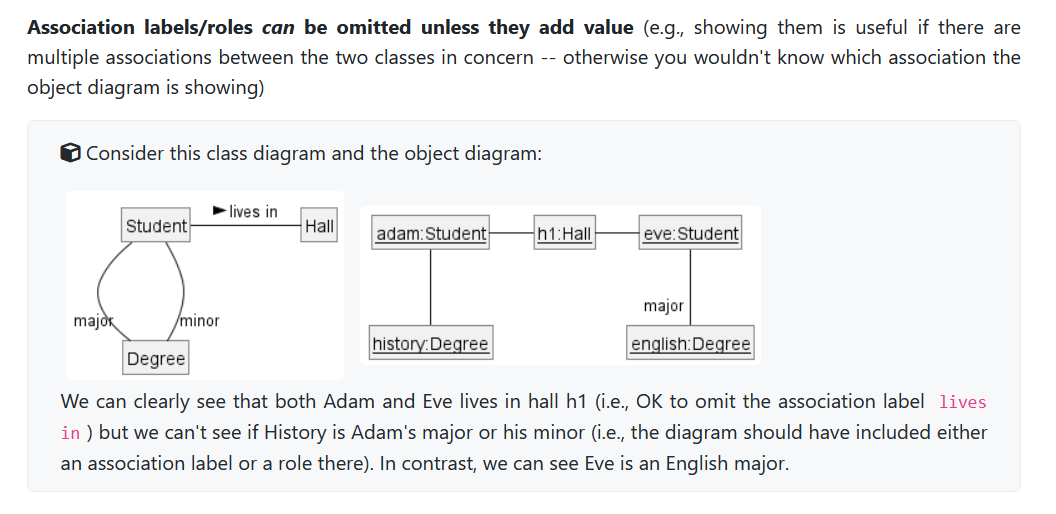 Association labels/roles can be omitted unless they add value (e.g., showing them is useful if there are
multiple associations between the two classes in concern -- otherwise you wouldn't know which association the
object diagram is showing)
Consider this class diagram and the object diagram:
lives in
Student
Hall
major
minor
Degree
adam:Student
h1:Hall
eve:Student
major
history:Degree
english:Degree
We can clearly see that both Adam and Eve lives in hall h1 (i.e., OK to omit the association label lives
in ) but we can't see if History is Adam's major or his minor (i.e., the diagram should have included either
an association label or a role there). In contrast, we can see Eve is an English major.